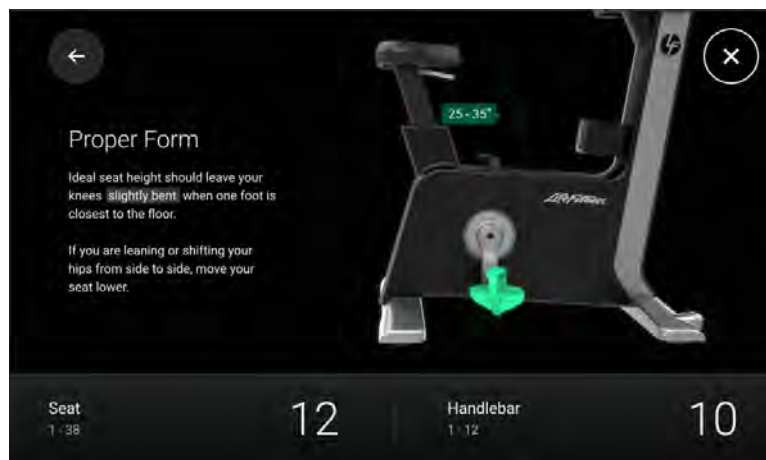 25 - 35°
Proper Form
Ideal seat height should leave your
knees slightly bent when one foot is
closest to the floor.
If you are leaning or shifting your
hips from side to side, move your
seat lower.
LifeFitness
Seat
1 - 38
12
Handlebar
1 - 12
10